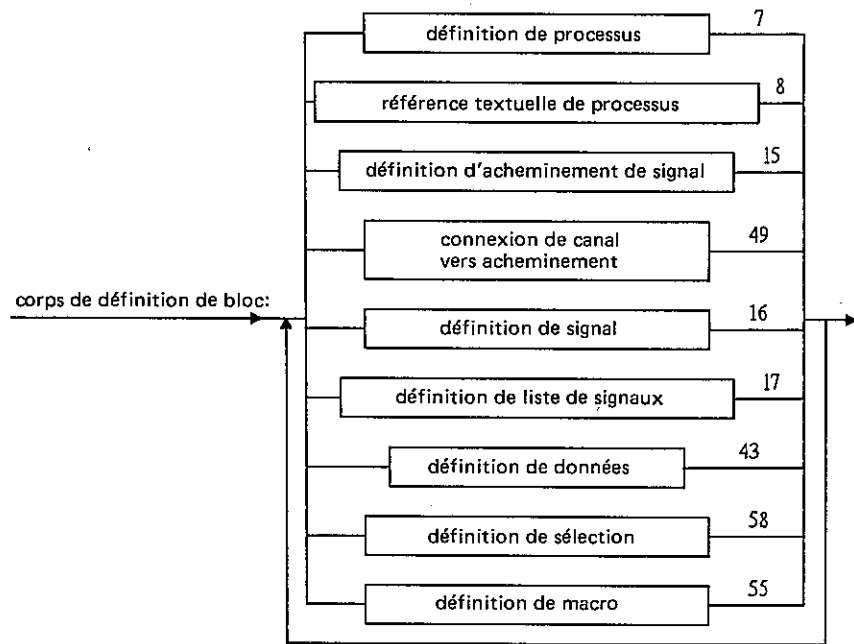 définition de processus 7
référence textuelle de processus 8
définition d'acheminement de signal 15
connexion de canal 49
vers acheminement
corps de définition de bloc:
définition de signal 16
définition de liste de signaux 17
définition de données 43
définition de sélection 58
définition de macro 55